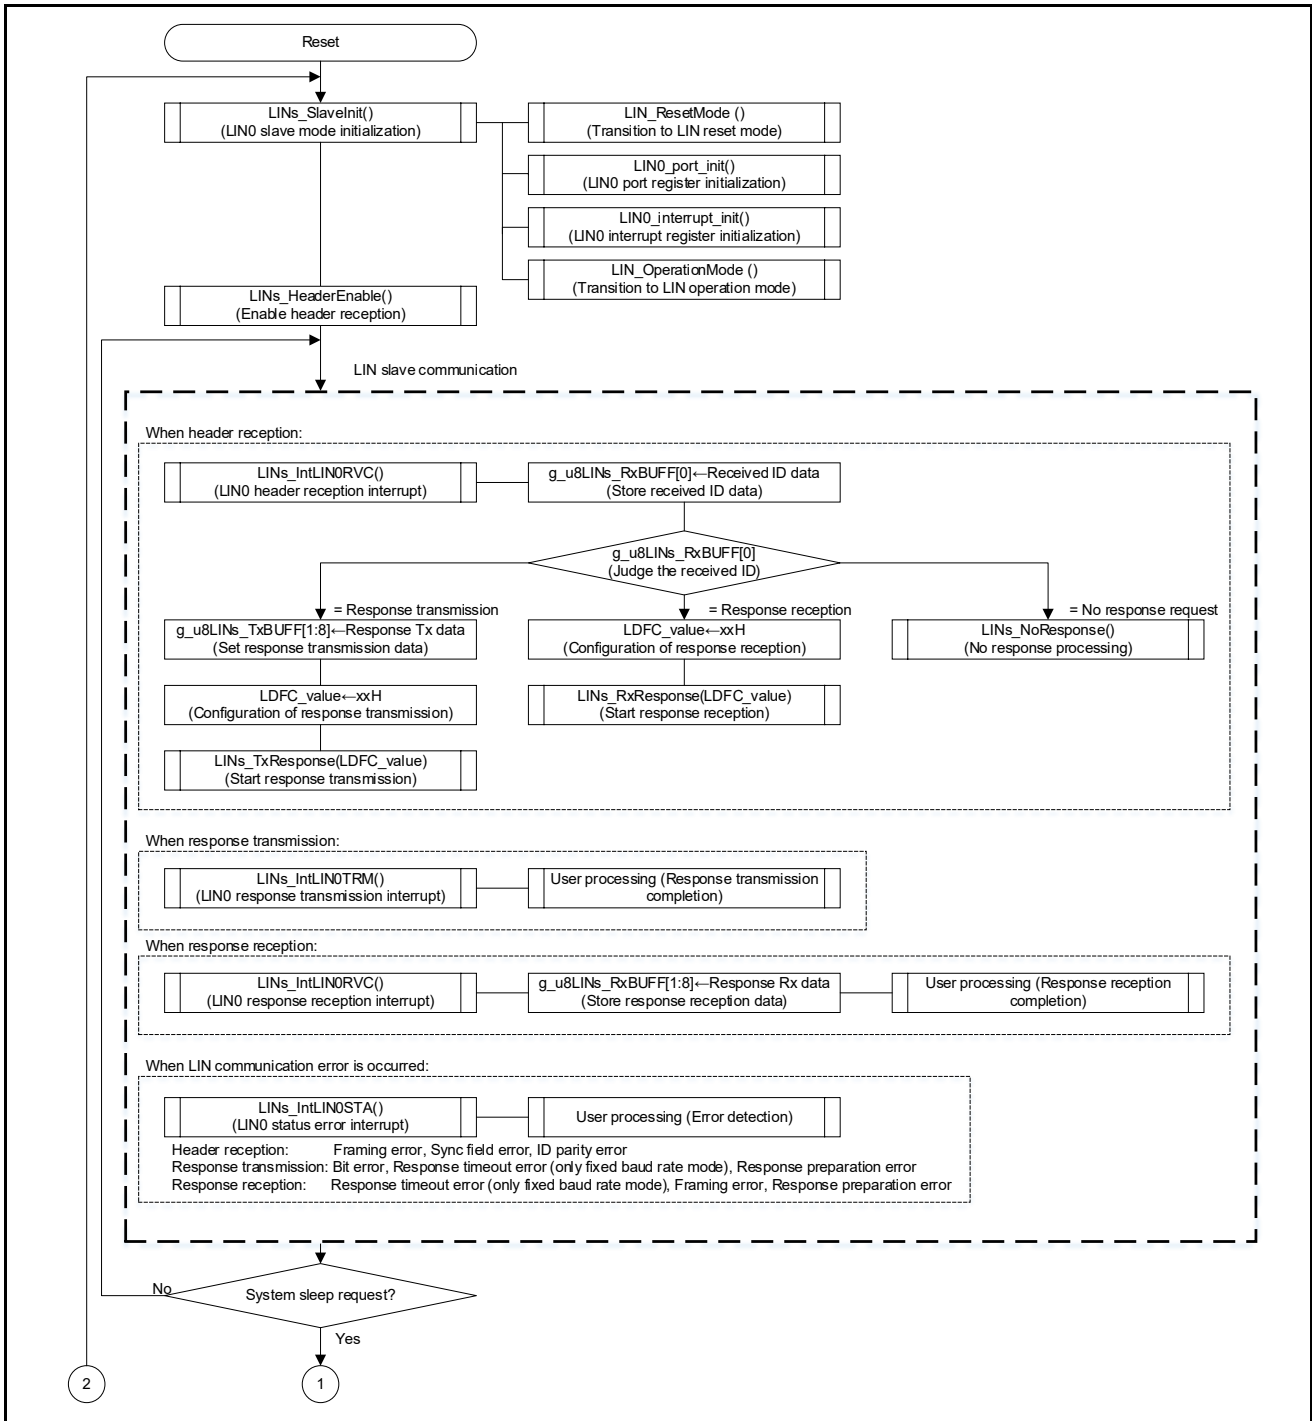 Reset
LINs_SlaveInit()
(LIN0 slave mode initialization)
LIN_ResetMode ()
(Transition to LIN reset mode)
LIN0_port_init()
(LIN0 port register initialization)
LIN0_interrupt_init()
(LIN0 interrupt register initialization)
LIN_OperationMode ()
(Transition to LIN operation mode)
LINs_HeaderEnable()
(Enable header reception)
LIN slave communication
When header reception:
LINs_IntLIN0RVC()
(LIN0 header reception interrupt)
g_u8LINs_RxBUFF[0]←Received ID data
(Store received ID data)
g_u8LINs_RxBUFF[0]
(Judge the received ID)
= Response transmission
= Response reception
= No response request
g_u8LINs_TxBUFF[1:8]←Response Tx data
(Set response transmission data)
LDFC_value←xxH
(Configuration of response reception)
LINs_NoResponse()
(No response processing)
LDFC_value←xxH
(Configuration of response transmission)
LINs_RxResponse(LDFC_value)
(Start response reception)
LINs_TxResponse(LDFC_value)
(Start response transmission)
When response transmission:
LINs_IntLIN0TRM()
(LIN0 response transmission interrupt)
User processing (Response transmission
completion)
When response reception:
LINs_IntLIN0RVC()
(LIN0 response reception interrupt)
g_u8LINs_RxBUFF[1:8]←Response Rx data
(Store response reception data)
User processing (Response reception
completion)
When LIN communication error is occurred:
LINs_IntLIN0STA()
(LIN0 status error interrupt)
User processing (Error detection)
Header reception: Framing error, Sync field error, ID parity error
Response transmission: Bit error, Response timeout error (only fixed baud rate mode), Response preparation error
Response reception: Response timeout error (only fixed baud rate mode), Framing error, Response preparation error
No
System sleep request?
Yes
2
1